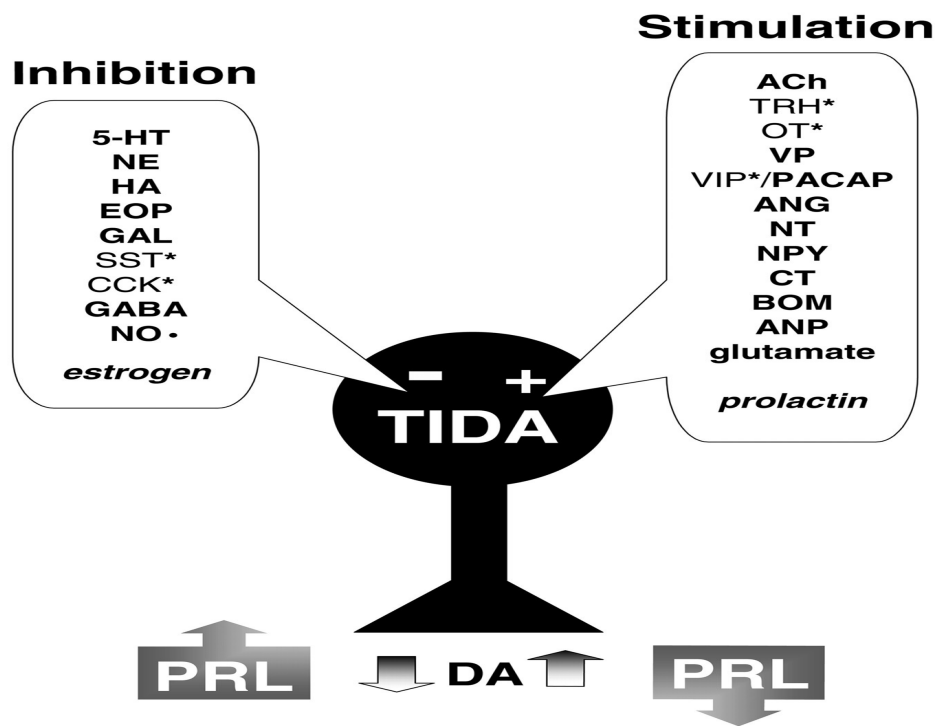 Inhibition
5-HT
NE
HA
EOP
GAL
SST*
CCK*
GABA
NO•
estrogen
Stimulation
ACh
TRH*
OT*
VP
VIP*/PACAP
ANG
NT
NPY
CT
BOM
ANP
glutamate
prolactin
- +
TIDA
PRL
DA
PRL